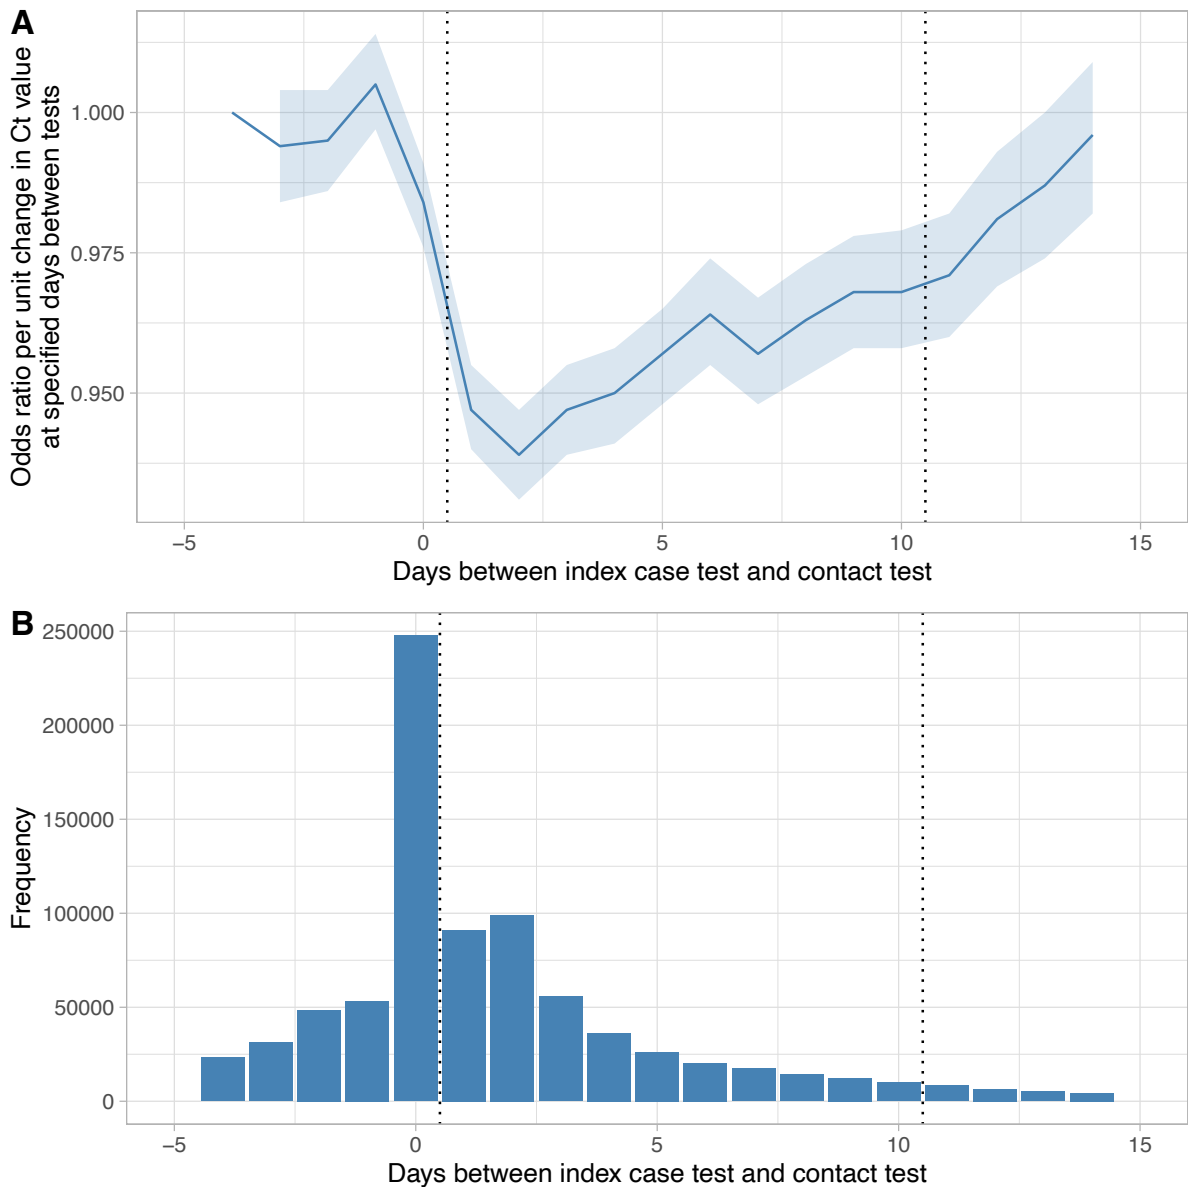 A
Odds ratio per unit change in Ct value
at specified days between tests
1.000
0.975
0.950
−5 0 5 10 15
Days between index case test and contact test
B
Frequency
250000
200000
150000
100000
50000
0
−5 0 5 10 15
Days between index case test and contact test